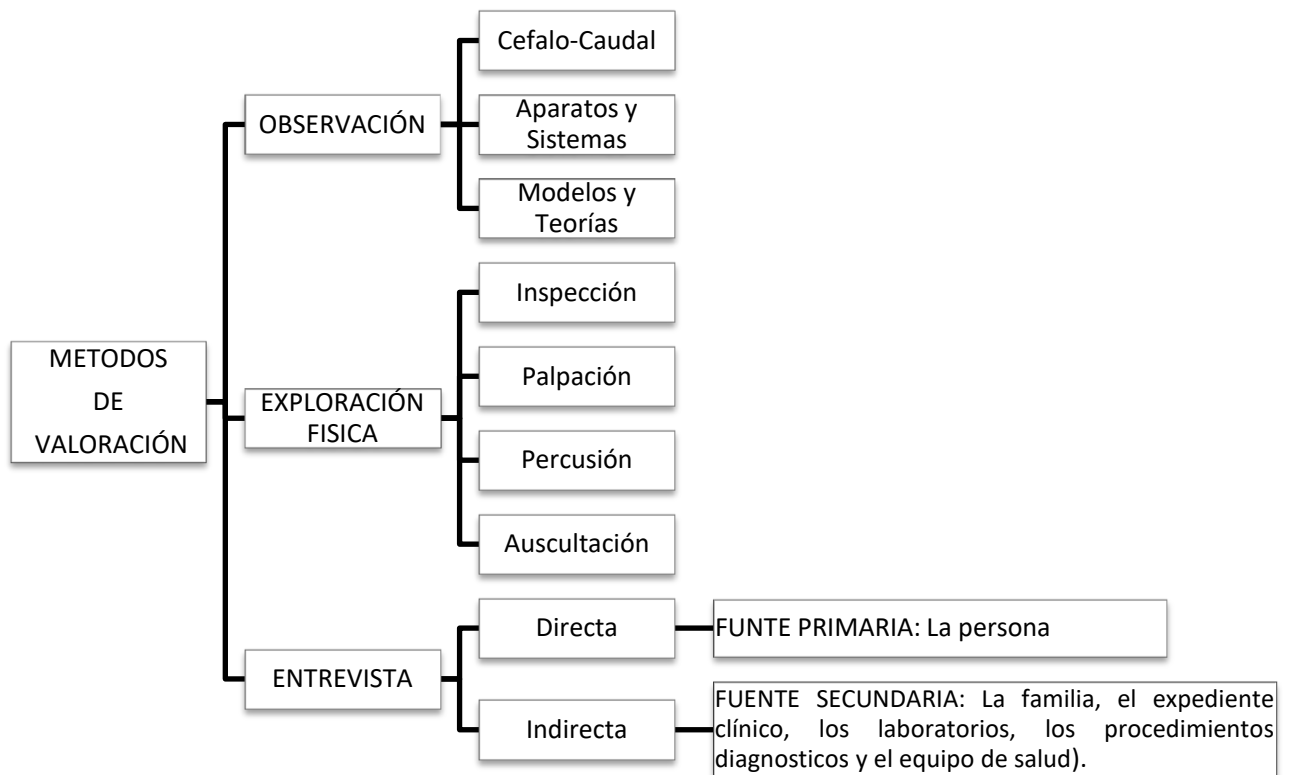 METODOS
DE
VALORACIÓN
OBSERVACIÓN
Cefalo-Caudal
Aparatos y
Sistemas
Modelos y
Teorías
EXPLORACIÓN
FISICA
Inspección
Palpación
Percusión
Auscultación
ENTREVISTA
Directa
FUNTE PRIMARIA: La persona
Indirecta
FUENTE SECUNDARIA: La familia, el expediente
clínico, los laboratorios, los procedimientos
diagnosticos y el equipo de salud).